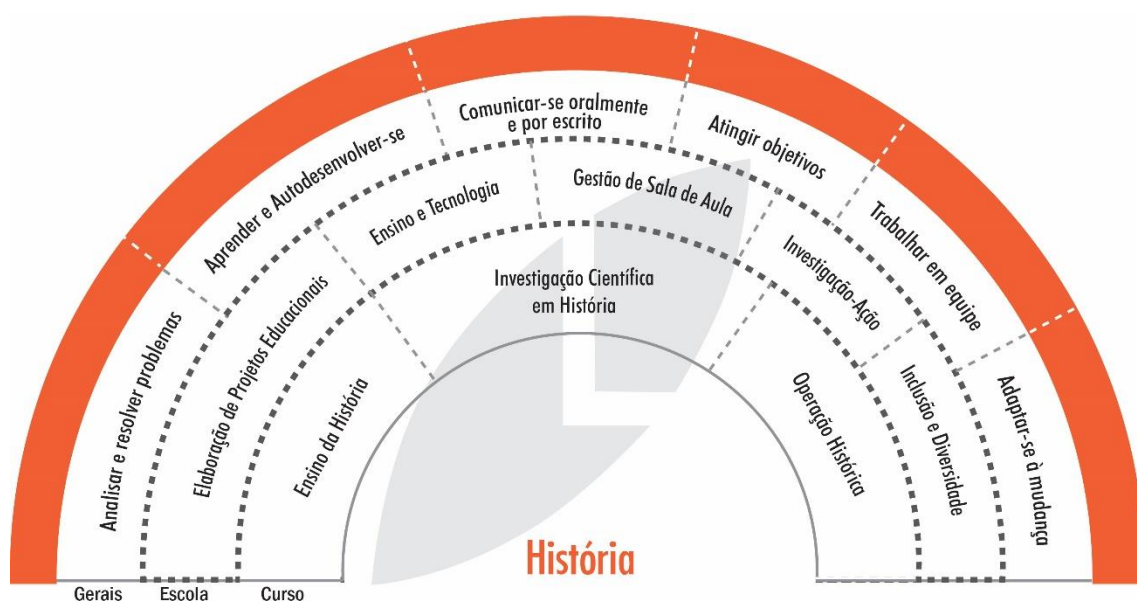 Analisar e resolver problemas
Aprender e Autodesenvolver-se
Comunicar-se oralmente
e por escrito
Atingir objetivos
Trabalhar em equipe
Adaptar-se à mudança
Elaboração de Projetos Educacionais
Ensino e Tecnologia
Gestão de Sala de Aula
Investigação-Ação
Inclusão e Diversidade
Ensino da História
Investigação Científica
em História
Operação Histórica
História
Gerais
Escola
Curso